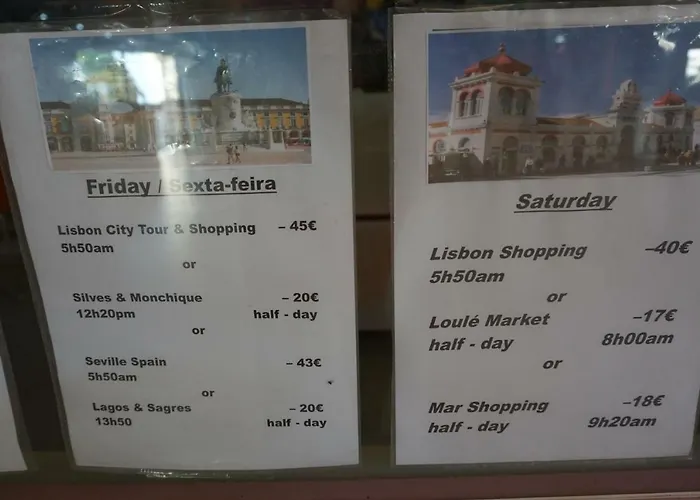 Friday / Sexta-feira
Lisbon City Tour & Shopping – 45€
5h50am
or
Silves & Monchique – 20€
12h20pm half - day
or
Seville Spain – 43€
5h50am
or
Lagos & Sagres – 20€
13h50 half - day
Saturday
Lisbon Shopping –40€
5h50am
or
Loulé Market –17€
half - day 8h00am
or
Mar Shopping –18€
half - day 9h20am